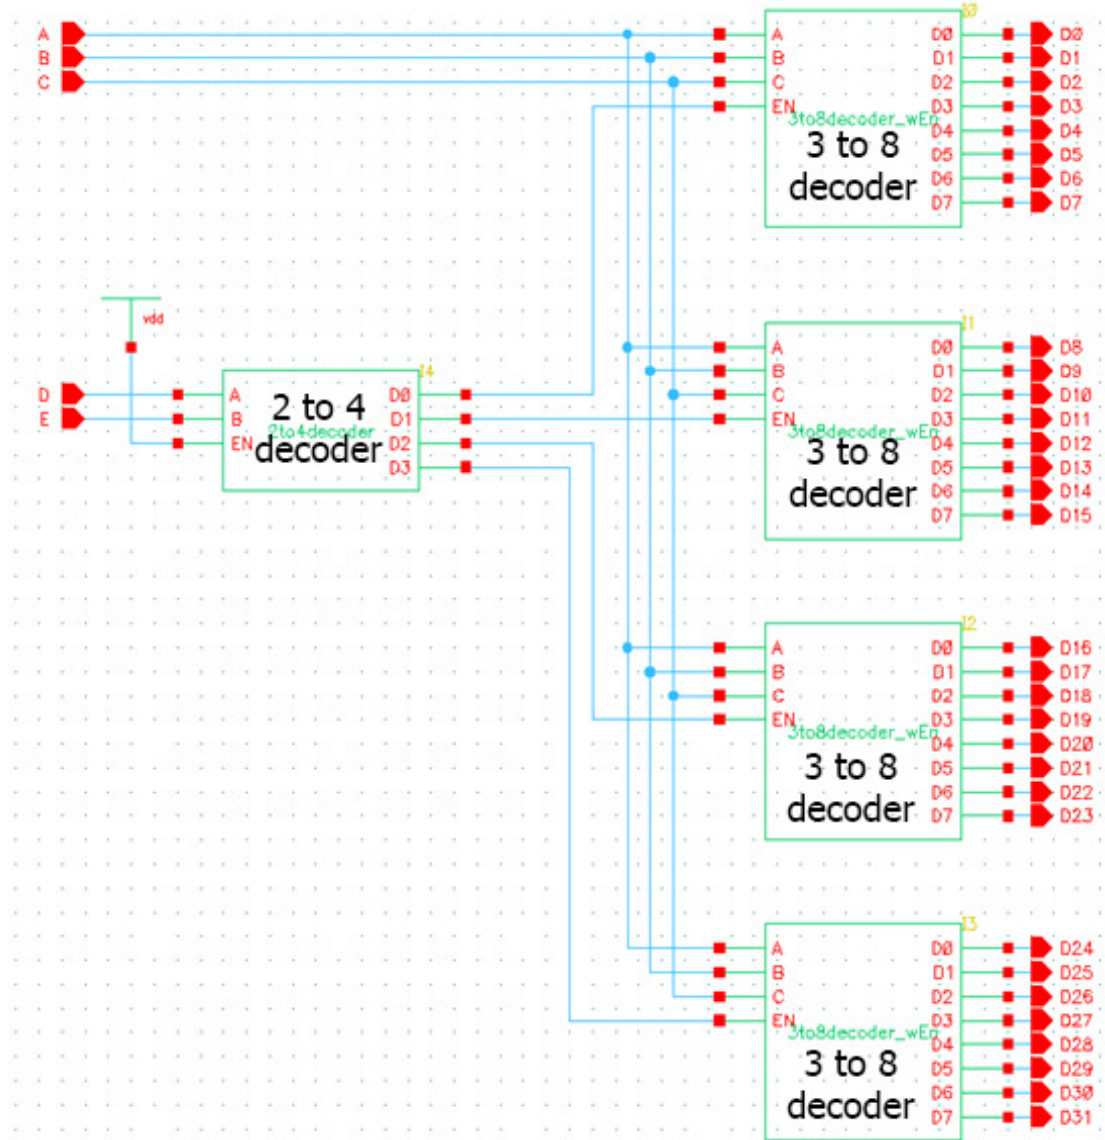 A
B
C
I0
A
B
C
EN
3to8decoder_wEn
3 to 8
decoder
D0
D1
D2
D3
D4
D5
D6
D7
D0
D1
D2
D3
D4
D5
D6
D7
vdd
D
E
I4
A
B
EN
2 to 4
2to4decoder
decoder
D0
D1
D2
D3
I1
A
B
C
EN
3to8decoder_wEn
3 to 8
decoder
D0
D1
D2
D3
D4
D5
D6
D7
D8
D9
D10
D11
D12
D13
D14
D15
I2
A
B
C
EN
3to8decoder_wEn
3 to 8
decoder
D0
D1
D2
D3
D4
D5
D6
D7
D16
D17
D18
D19
D20
D21
D22
D23
I3
A
B
C
EN
3to8decoder_wEn
3 to 8
decoder
D0
D1
D2
D3
D4
D5
D6
D7
D24
D25
D26
D27
D28
D29
D30
D31